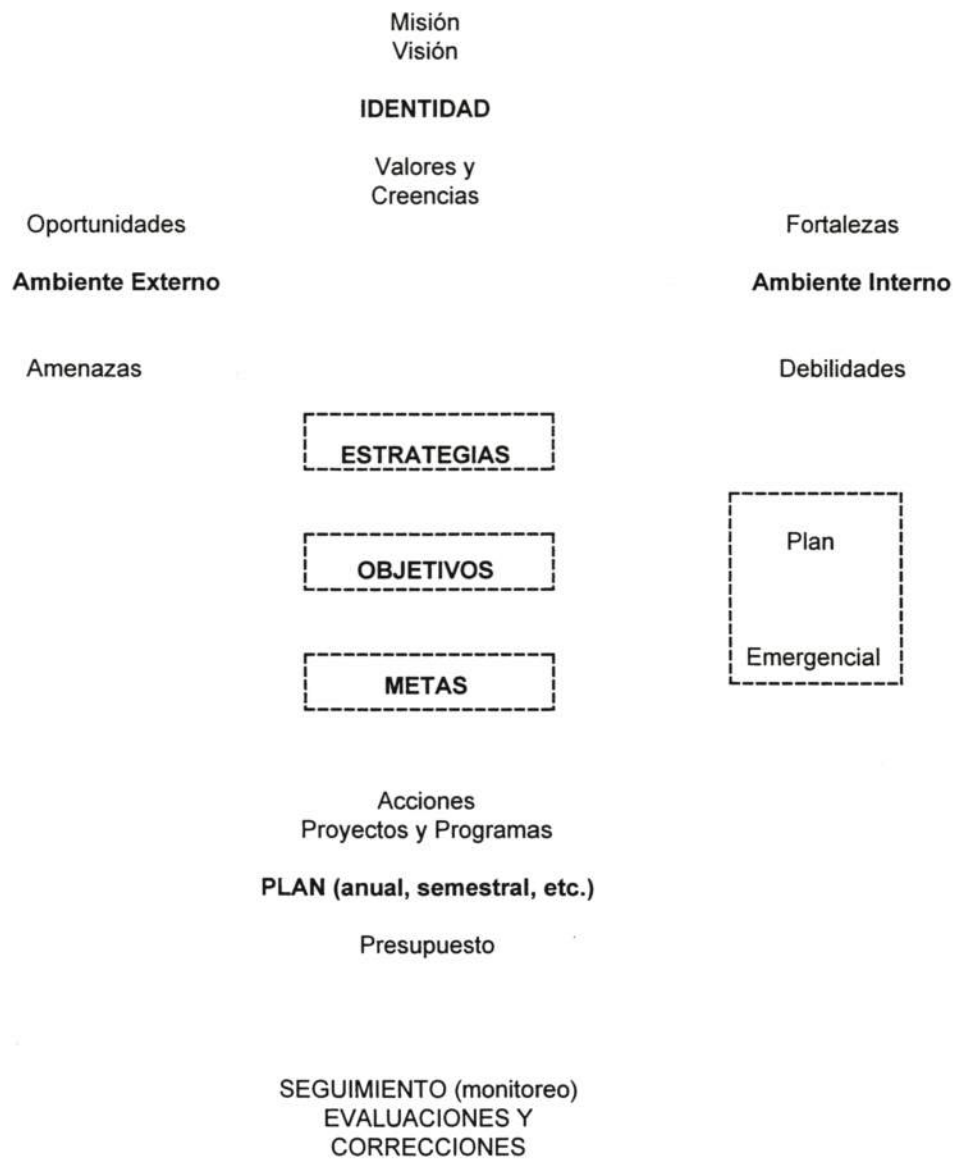 Misión
Visión
IDENTIDAD
Valores y
Creencias
Oportunidades
Fortalezas
Ambiente Externo
Ambiente Interno
Amenazas
Debilidades
ESTRATEGIAS
OBJETIVOS
METAS
Plan
Emergencial
Acciones
Proyectos y Programas
PLAN (anual, semestral, etc.)
Presupuesto
SEGUIMIENTO (monitoreo)
EVALUACIONES Y
CORRECCIONES